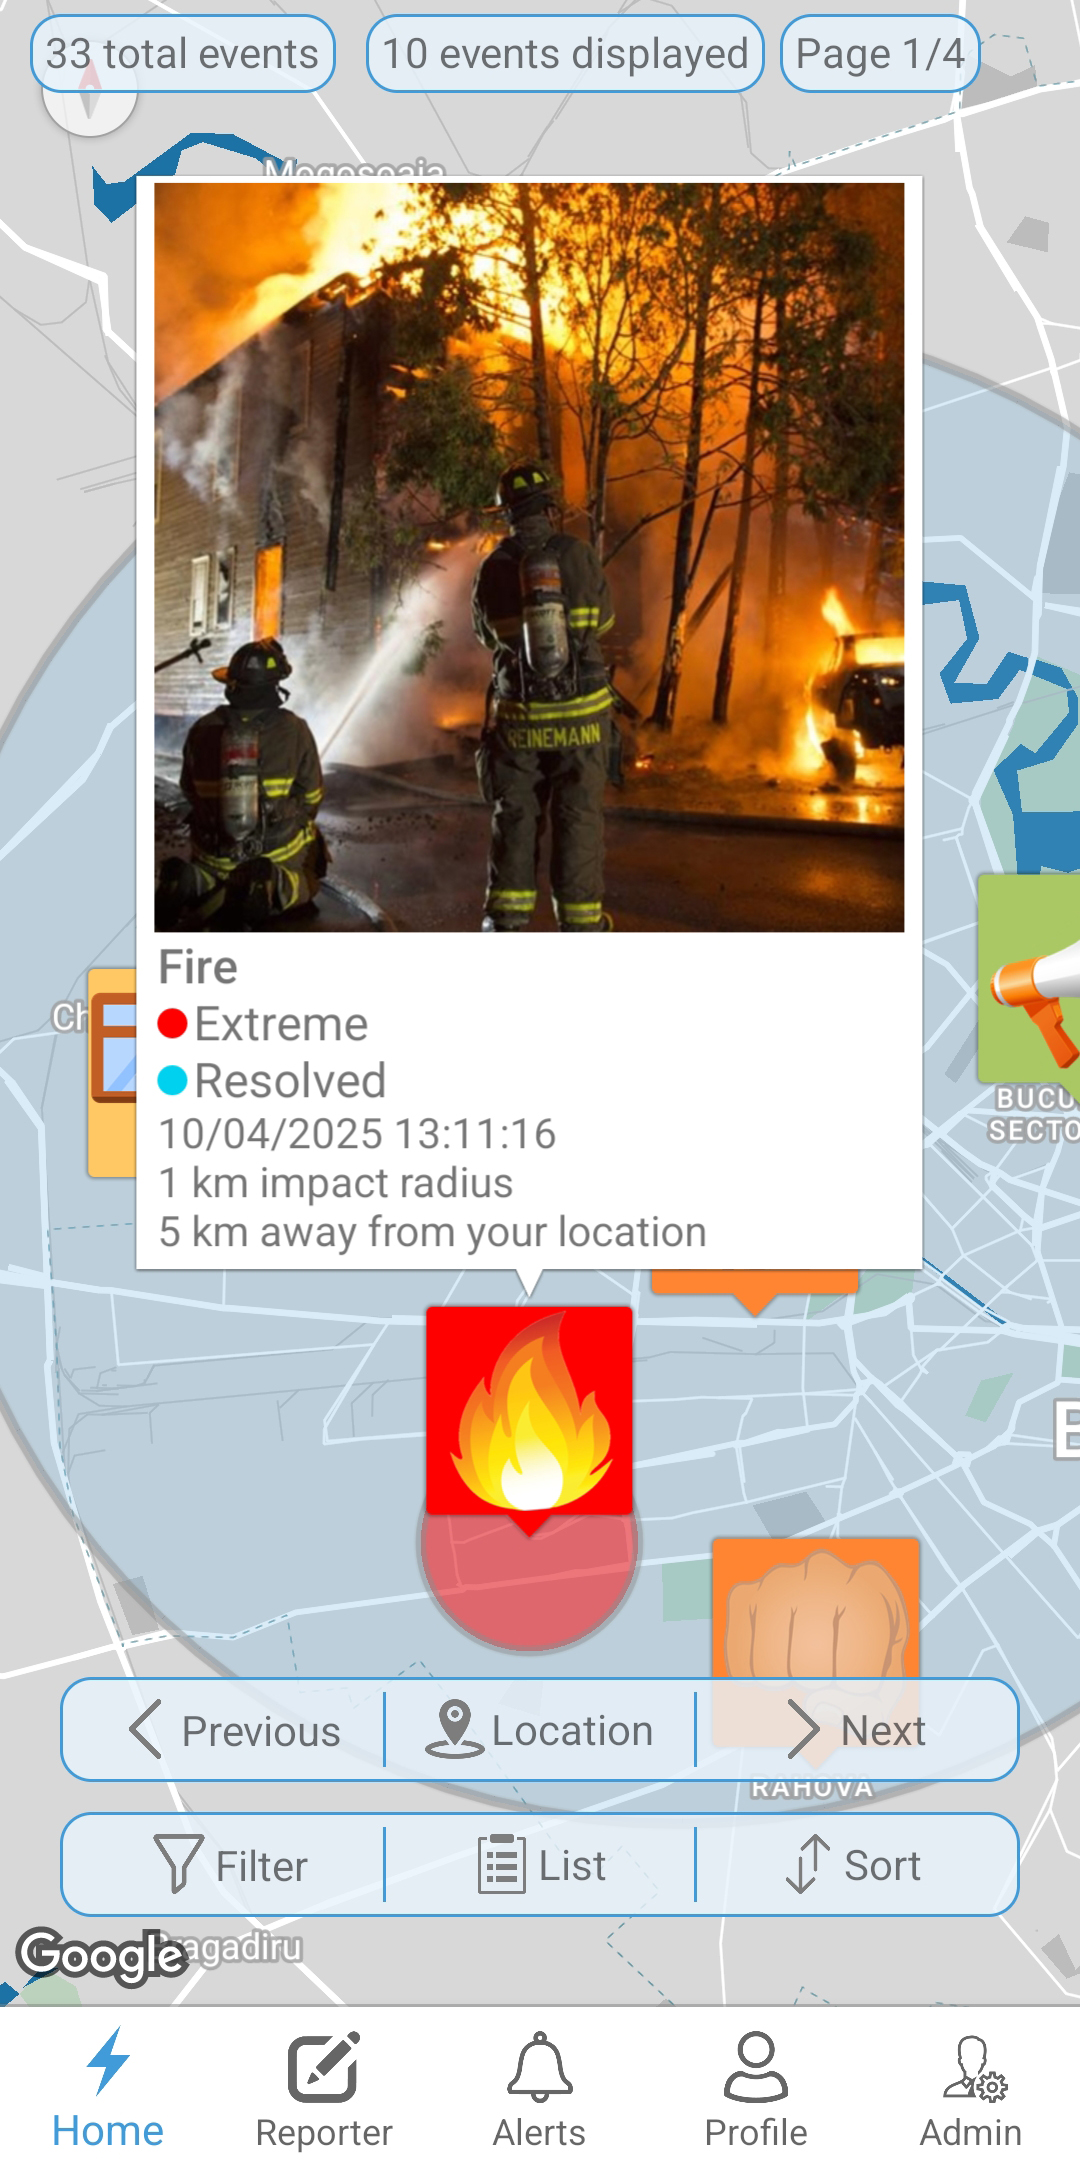 33 total events
10 events displayed
Page 1/4
Mogosoaia
REINEMANN
Fire
Extreme
Resolved
10/04/2025 13:11:16
1 km impact radius
5 km away from your location
Ch
BUCU
SECTO
B
Previous
Location
Next
RAHOVA
Filter
List
Sort
Google
ragadiru
Home
Reporter
Alerts
Profile
Admin